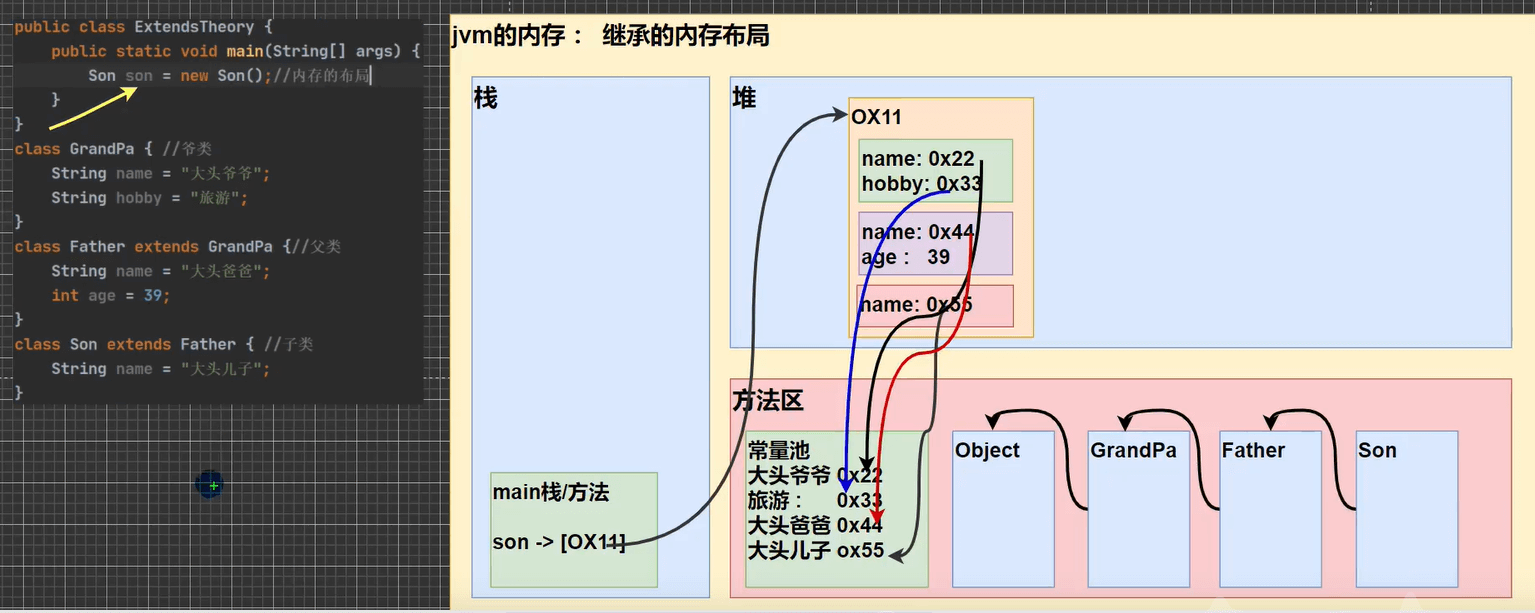 public class ExtendsTheory {
public static void main(String[] args) {
Son son = new Son();//内存的布局
}
}
class GrandPa { //爷类
String name = "大头爷爷";
String hobby = "旅游";
}
class Father extends GrandPa {//父类
String name = "大头爸爸";
int age = 39;
}
class Son extends Father { //子类
String name = "大头儿子";
}
jvm的内存： 继承的内存布局
栈
main栈/方法
son -> [OX11]
堆
OX11
name: 0x22
hobby: 0x33
name: 0x44
age： 39
name: 0x55
方法区
常量池
大头爷爷 0x22
旅游： 0x33
大头爸爸 0x44
大头儿子 ox55
Object
GrandPa
Father
Son